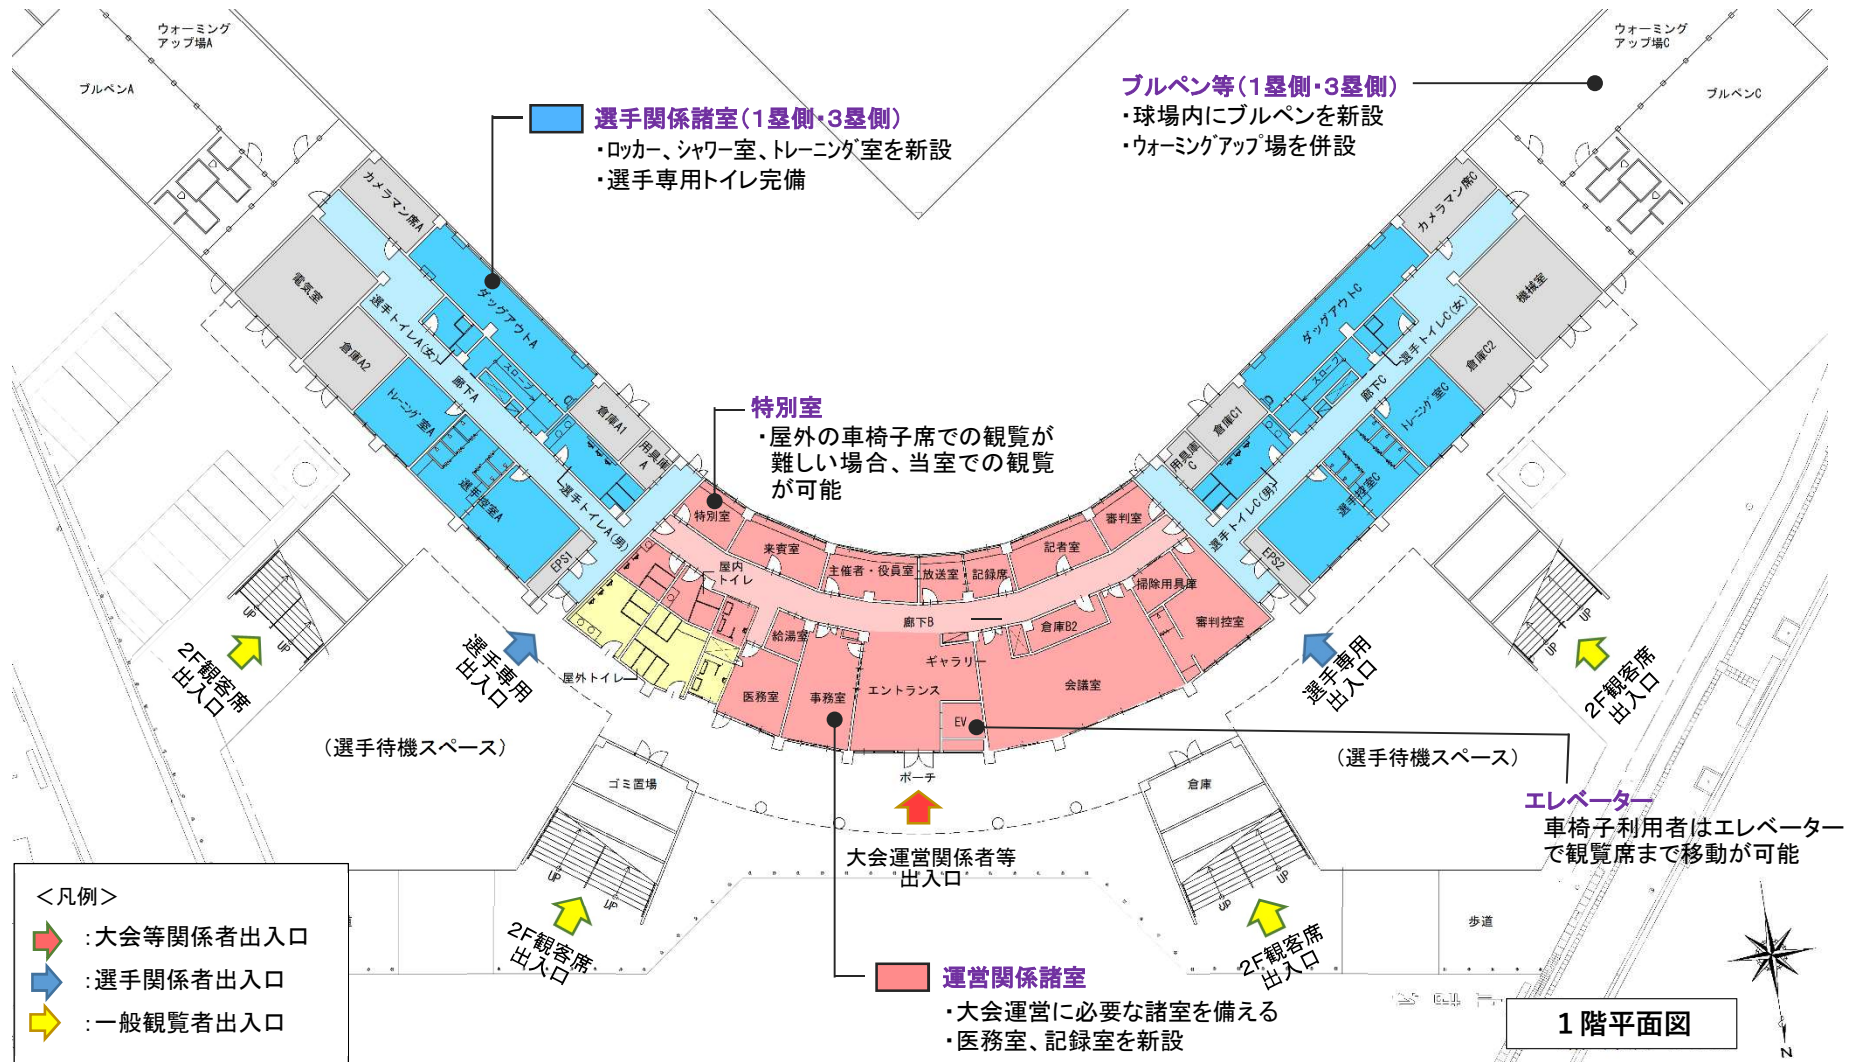 ウォーミング
アップ場A
ブルペンA
ウォーミング
アップ場C
ブルペンC
選手関係諸室(1塁側・3塁側)
・ロッカー、シャワー室、トレーニング室を新設
・選手専用トイレ完備
ブルペン等(1塁側・3塁側)
・球場内にブルペンを新設
・ウォーミングアップ場を併設
カメラマン席A
電気室
選手トイレA(女)
ダッグアウトA
倉庫A2
廊下A
スロープ
トレーニング室A
倉庫A1
用具庫
A
選手控室A
選手トイレA(男)
EPS1
カメラマン席C
機械室
ダッグアウトC
選手トイレC(女)
倉庫C2
スロープ
廊下C
トレーニング室C
倉庫C1
用具庫
C
選手控室C
選手トイレC(男)
EPS2
特別室
・屋外の車椅子席での観覧が
難しい場合、当室での観覧
が可能
特別室
来賓室
主催者・役員室
放送室
記録席
記者室
審判室
屋内
トイレ
掃除用具庫
給湯室
廊下B
倉庫B2
審判控室
ギャラリー
屋外トイレ
医務室
事務室
エントランス
EV
会議室
UP
UP
2F観客席
出入口
選手専用
出入口
選手専用
出入口
UP
UP
2F観客席
出入口
(選手待機スペース)
(選手待機スペース)
ゴミ置場
ポーチ
倉庫
エレベーター
車椅子利用者はエレベーター
で観覧席まで移動が可能
大会運営関係者等
出入口
UP
UP
2F観客席
出入口
UP
UP
2F観客席
出入口
歩道
<凡例>
:大会等関係者出入口
:選手関係者出入口
:一般観覧者出入口
運営関係諸室
・大会運営に必要な諸室を備える
・医務室、記録室を新設
1階平面図
N